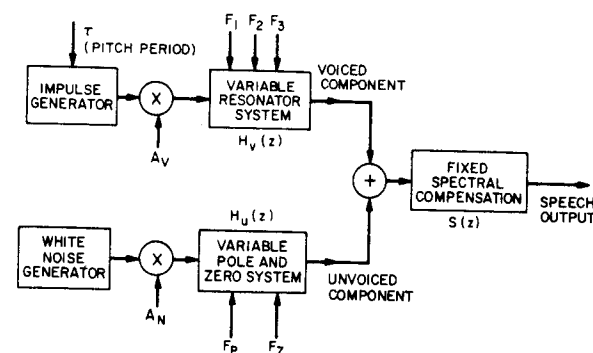 τ
(PITCH PERIOD)
F1 F2 F3
IMPULSE
GENERATOR
X
AV
VARIABLE
RESONATOR
SYSTEM
HV(z)
VOICED
COMPONENT
+
FIXED
SPECTRAL
COMPENSATION
S(z)
SPEECH
OUTPUT
WHITE
NOISE
GENERATOR
X
AN
Hu(z)
VARIABLE
POLE AND
ZERO SYSTEM
UNVOICED
COMPONENT
FP FZ